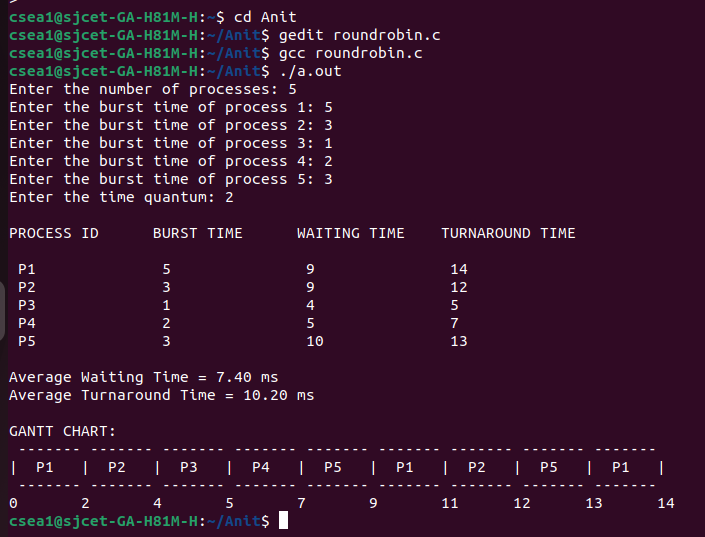 csea1@sjcet-GA-H81M-H:~$ cd Anit
csea1@sjcet-GA-H81M-H:~/Anit$ gedit roundrobin.c
csea1@sjcet-GA-H81M-H:~/Anit$ gcc roundrobin.c
csea1@sjcet-GA-H81M-H:~/Anit$ ./a.out
Enter the number of processes: 5
Enter the burst time of process 1: 5
Enter the burst time of process 2: 3
Enter the burst time of process 3: 1
Enter the burst time of process 4: 2
Enter the burst time of process 5: 3
Enter the time quantum: 2
PROCESS ID      BURST TIME      WAITING TIME    TURNAROUND TIME
 P1              5               9               14
 P2              3               9               12
 P3              1               4               5
 P4              2               5               7
 P5              3               10              13
Average Waiting Time = 7.40 ms
Average Turnaround Time = 10.20 ms
GANTT CHART:
 ------- ------- ------- ------- ------- ------- ------- ------- -------
|  P1   |  P2   |  P3   |  P4   |  P5   |  P1   |  P2   |  P5   |  P1   |
 ------- ------- ------- ------- ------- ------- ------- ------- -------
0       2       4       5       7       9       11      12      13      14
csea1@sjcet-GA-H81M-H:~/Anit$